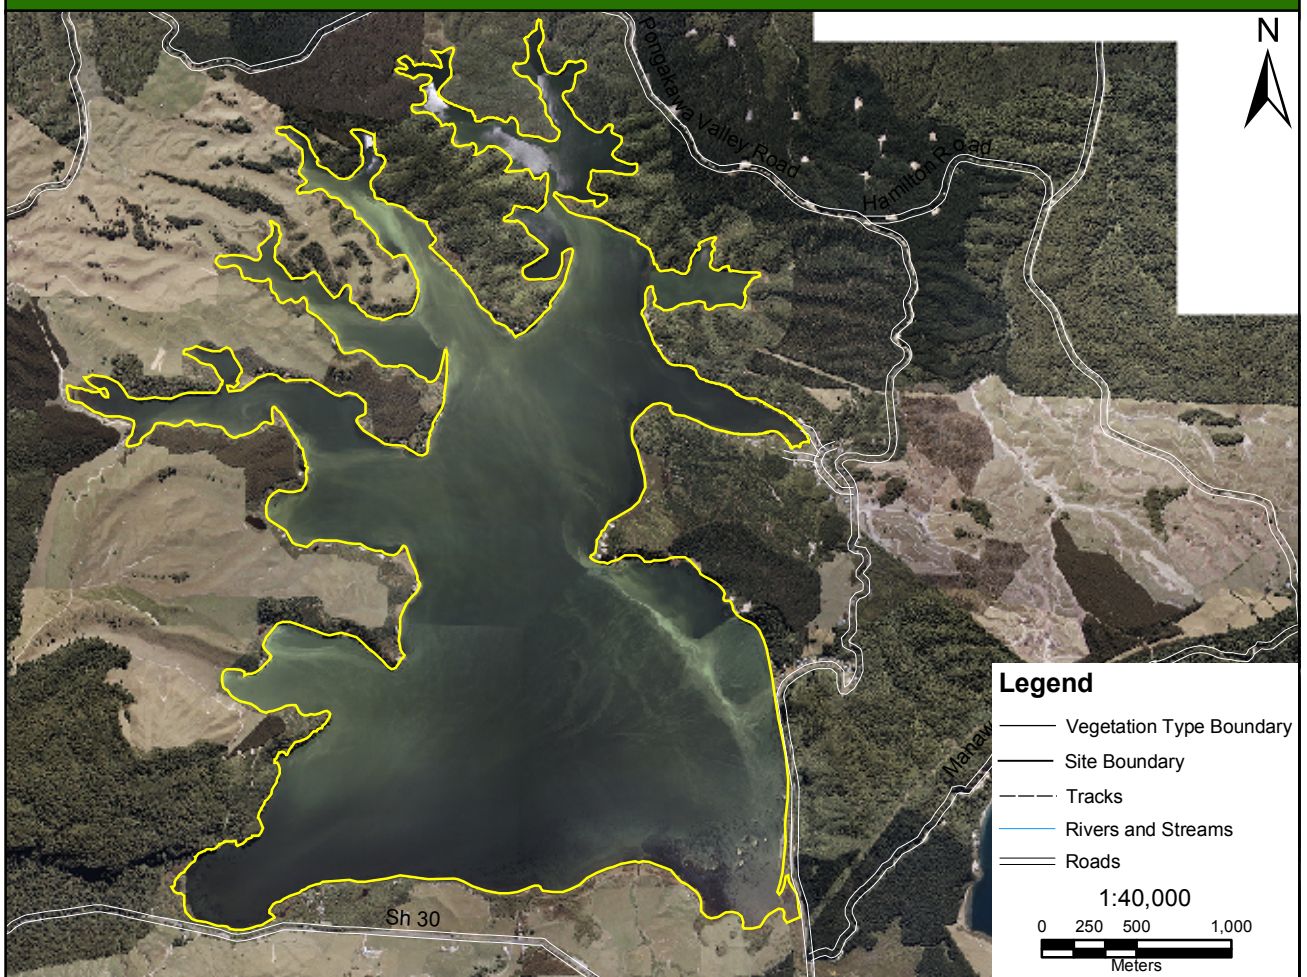 N
Pongakawa Valley Road
Hamilton Road
Legend
Vegetation Type Boundary
Site Boundary
Tracks
Rivers and Streams
Roads
1:40,000
0 250 500 1,000
Meters
Manaw
Sh 30